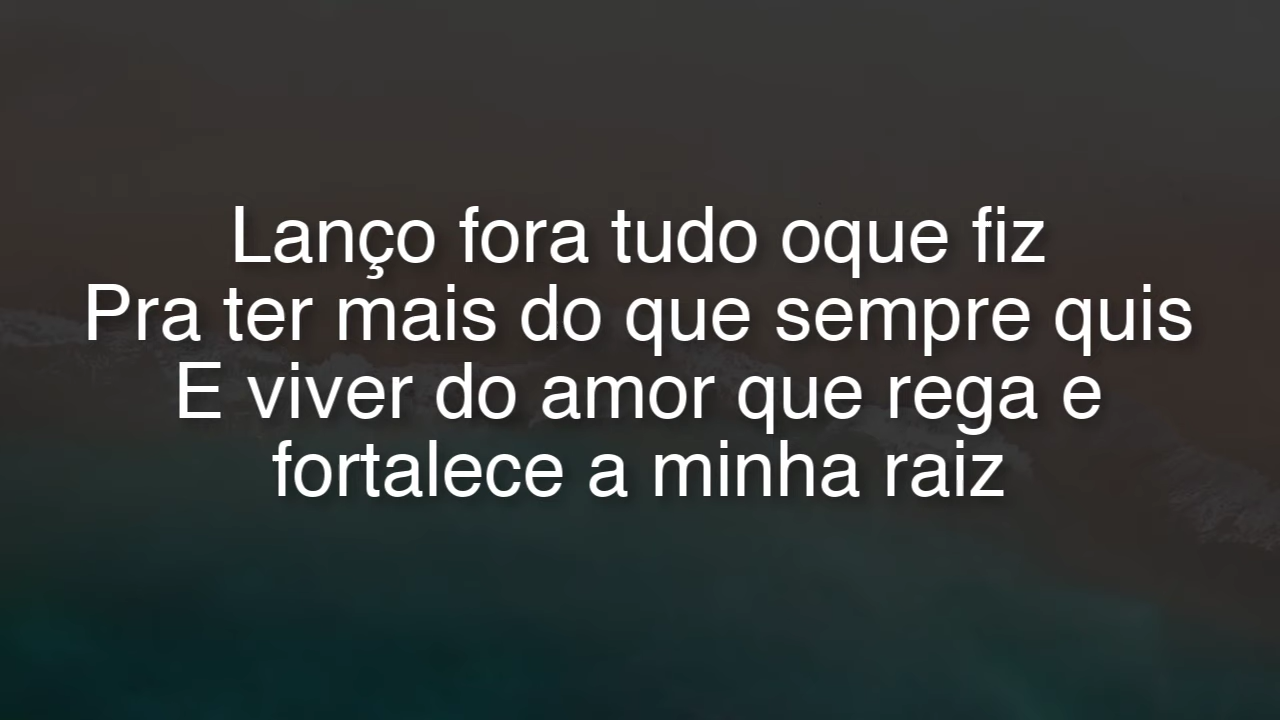 Lanço fora tudo oque fiz
Pra ter mais do que sempre quis
E viver do amor que rega e
fortalece a minha raiz